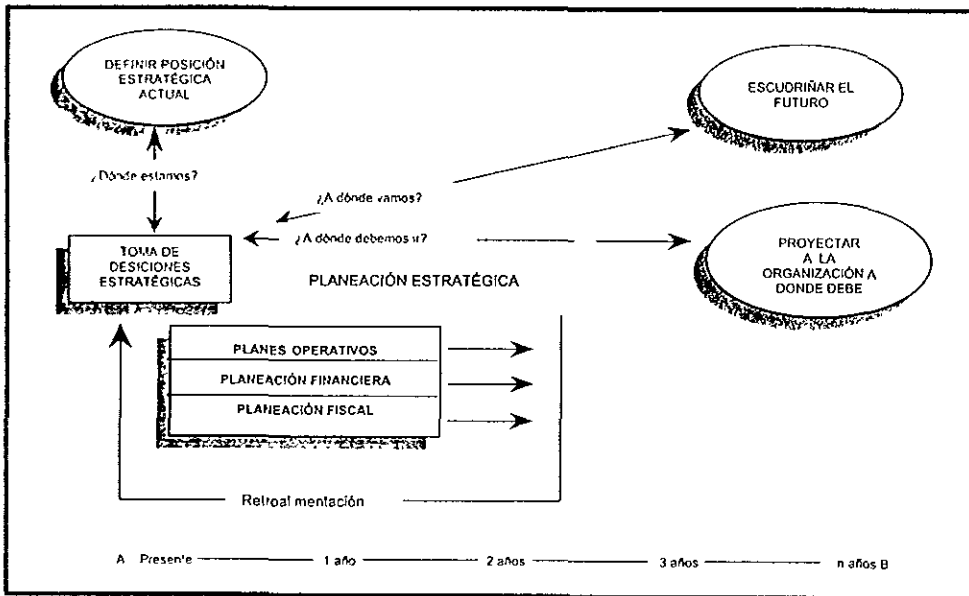 DEFINIR POSICIÓN
ESTRATÉGICA
ACTUAL
ESCUDRIÑAR EL
FUTURO
¿Dónde estamos?
¿A dónde vamos?
¿A dónde debemos ir?
TOMA DE
DESICIONES
ESTRATÉGICAS
PLANEACIÓN ESTRATÉGICA
PROYECTAR
A LA
ORGANIZACIÓN A
DONDE DEBE
PLANES OPERATIVOS
PLANEACIÓN FINANCIERA
PLANEACIÓN FISCAL
Retroal mentación
A Presente 1 año 2 años 3 años n años B